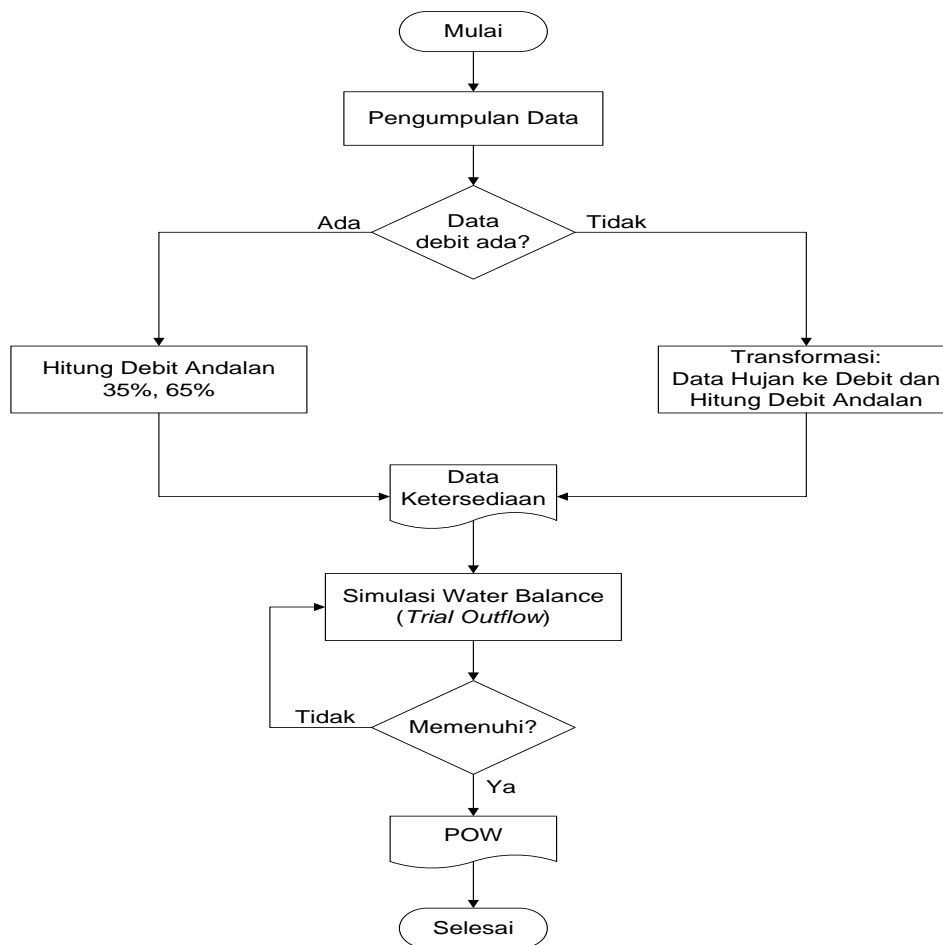 Mulai
Pengumpulan Data
Data
debit ada?
Ada
Tidak
Hitung Debit Andalan
35%, 65%
Transformasi:
Data Hujan ke Debit dan
Hitung Debit Andalan
Data
Ketersediaan
Simulasi Water Balance
(Trial Outflow)
Memenuhi?
Tidak
Ya
POW
Selesai